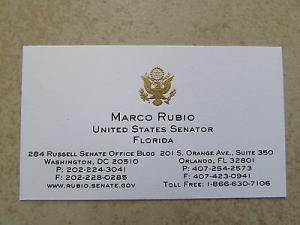 Marco Rubio
United States Senator
Florida
284 Russell Senate Office Bldg 201 S. Orange Ave., Suite 350
Washington, DC 20510 Orlando, FL 32801
P: 202-224-3041 P: 407-254-2573
F: 202-228-0285 F: 407-423-0941
www.rubio.senate.gov Toll Free: 1-866-630-7106